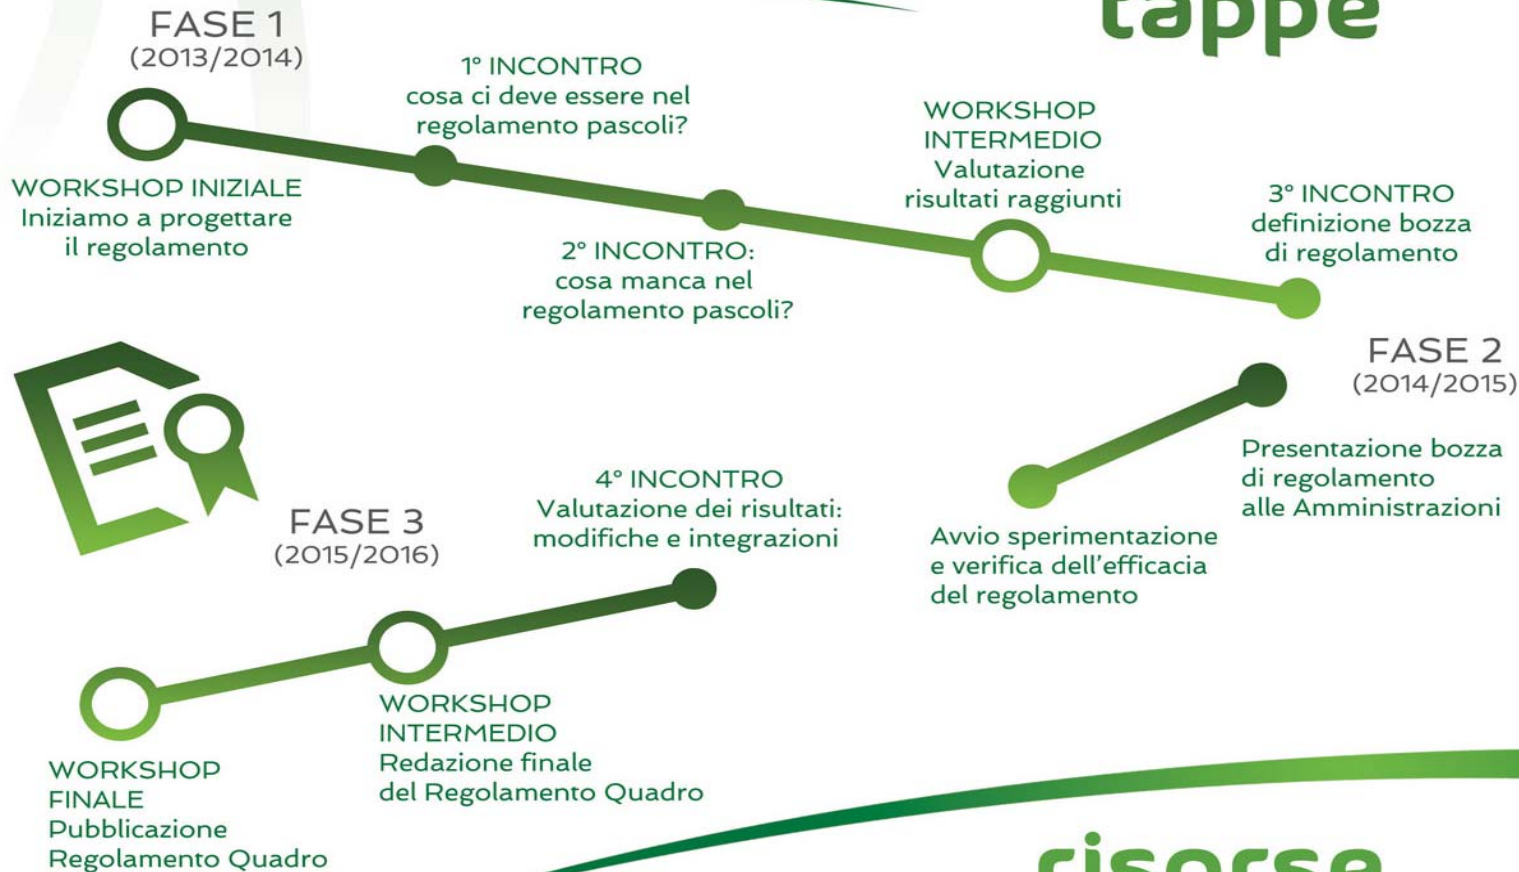 tappe
FASE 1
(2013/2014)
WORKSHOP INIZIALE
Iniziamo a progettare
il regolamento
1° INCONTRO
cosa ci deve essere nel
regolamento pascoli?
2° INCONTRO:
cosa manca nel
regolamento pascoli?
WORKSHOP
INTERMEDIO
Valutazione
risultati raggiunti
3° INCONTRO
definizione bozza
di regolamento
FASE 2
(2014/2015)
Presentazione bozza
di regolamento
alle Amministrazioni
Avvio sperimentazione
e verifica dell'efficacia
del regolamento
FASE 3
(2015/2016)
4° INCONTRO
Valutazione dei risultati:
modifiche e integrazioni
WORKSHOP
INTERMEDIO
Redazione finale
del Regolamento Quadro
WORKSHOP
FINALE
Pubblicazione
Regolamento Quadro
risorse